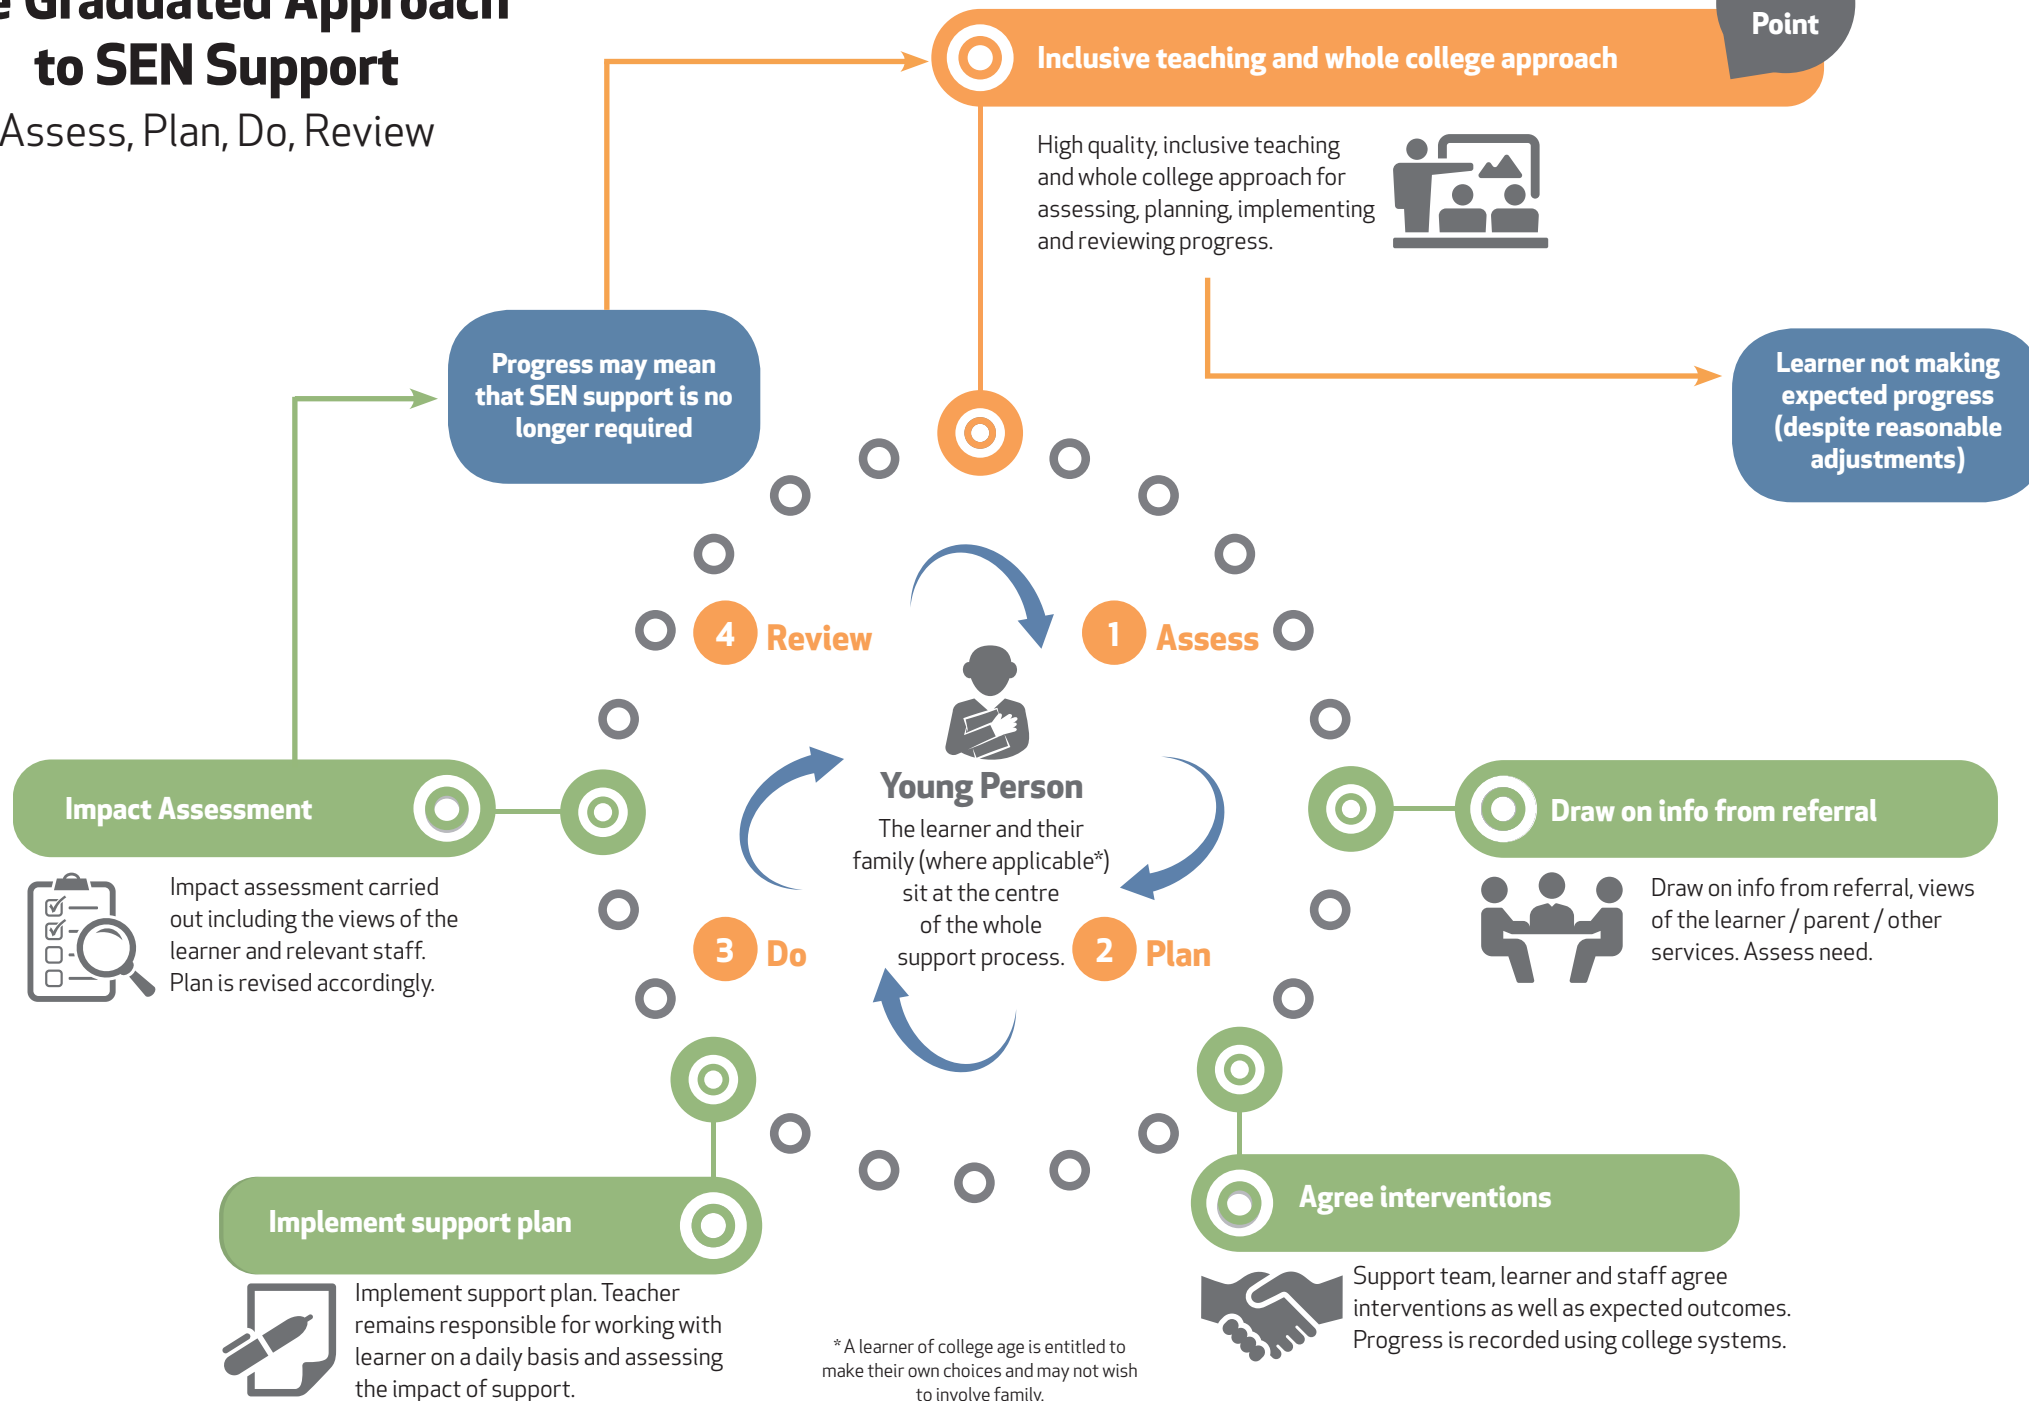 Graduated Approach
to SEN Support
Assess, Plan, Do, Review
Point
Inclusive teaching and whole college approach
High quality, inclusive teaching
and whole college approach for
assessing, planning, implementing
and reviewing progress.
Progress may mean
that SEN support is no
longer required
Learner not making
expected progress
(despite reasonable
adjustments)
4 Review
1 Assess
Young Person
The learner and their
family (where applicable*)
sit at the centre
of the whole
support process.
3 Do
2 Plan
Impact Assessment
Impact assessment carried
out including the views of the
learner and relevant staff.
Plan is revised accordingly.
Draw on info from referral
Draw on info from referral, views
of the learner / parent / other
services. Assess need.
Implement support plan
Implement support plan. Teacher
remains responsible for working with
learner on a daily basis and assessing
the impact of support.
Agree interventions
Support team, learner and staff agree
interventions as well as expected outcomes.
Progress is recorded using college systems.
* A learner of college age is entitled to
make their own choices and may not wish
to involve family.